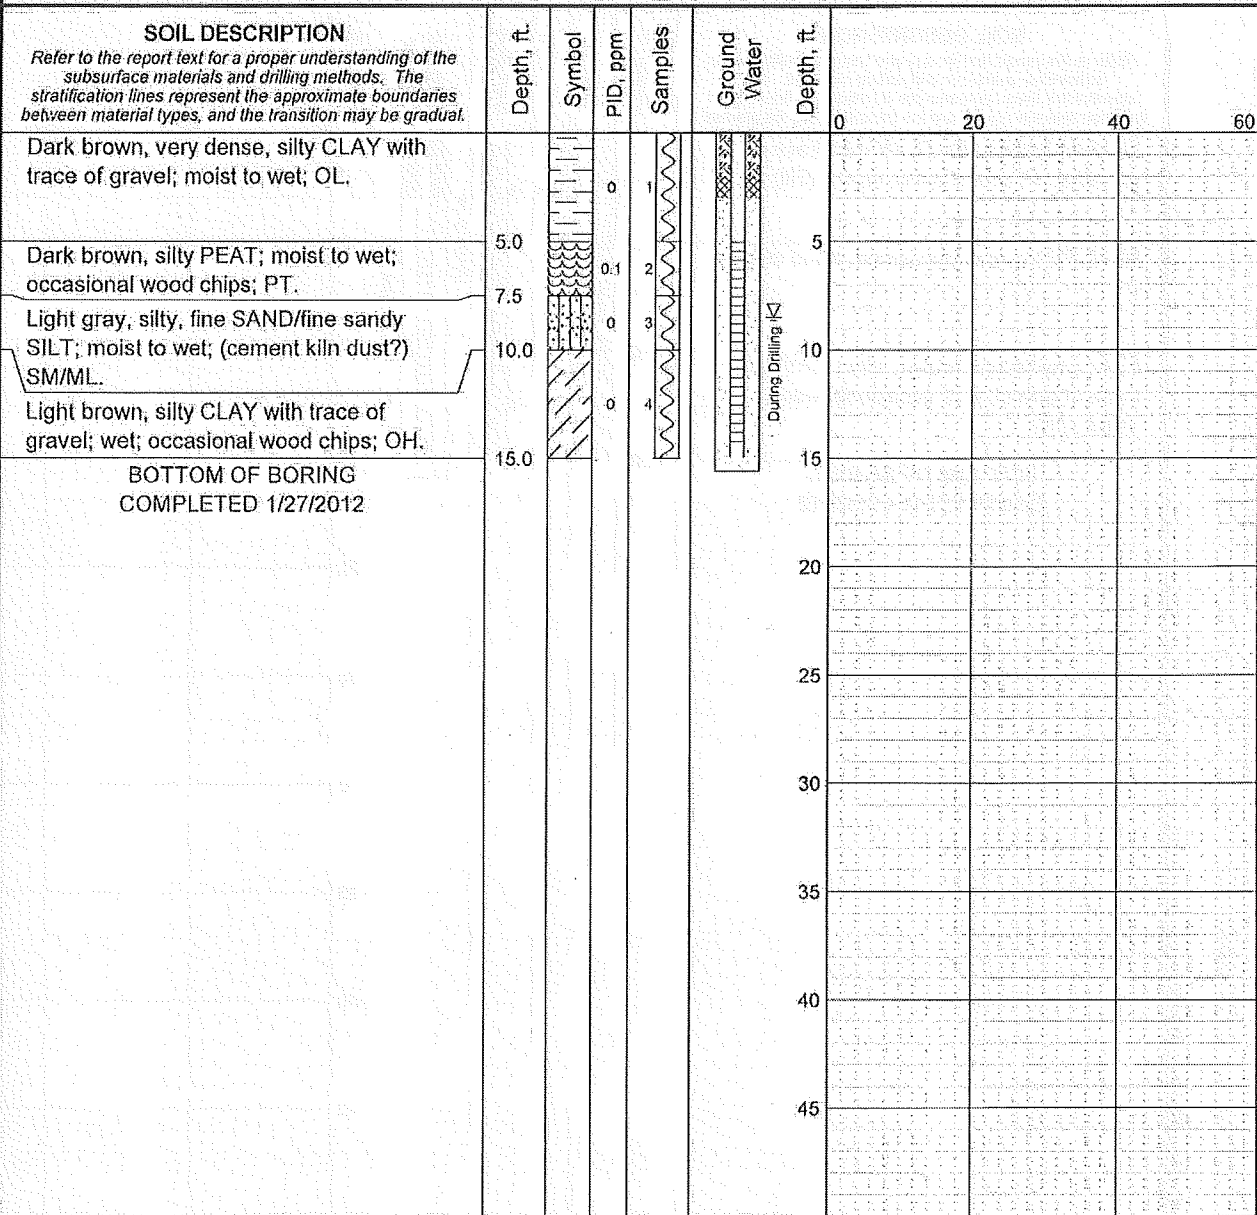 SOIL DESCRIPTION
Refer to the report text for a proper understanding of the
subsurface materials and drilling methods. The
stratification lines represent the approximate boundaries
between material types, and the transition may be gradual.
Depth, ft.
Symbol
PID, ppm
Samples
Ground
Water
Depth, ft.
0 20 40 60
Dark brown, very dense, silty CLAY with
trace of gravel; moist to wet; OL.
0 1
5.0
5
Dark brown, silty PEAT; moist to wet;
occasional wood chips; PT.
0.1 2
7.5
Light gray, silty, fine SAND/fine sandy
SILT; moist to wet; (cement kiln dust?)
SM/ML.
0 3
During Drilling
10.0
10
Light brown, silty CLAY with trace of
gravel; wet; occasional wood chips; OH.
0 4
15.0
15
BOTTOM OF BORING
COMPLETED 1/27/2012
20
25
30
35
40
45